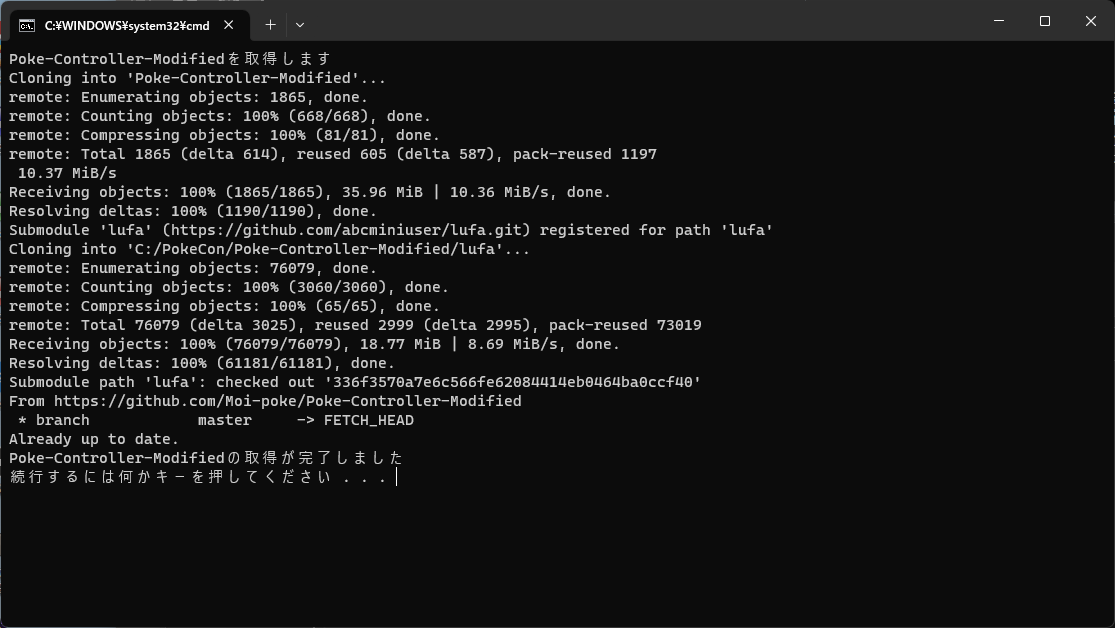 C:¥WINDOWS¥system32¥cmd
Poke-Controller-Modifiedを取得します
Cloning into 'Poke-Controller-Modified'...
remote: Enumerating objects: 1865, done.
remote: Counting objects: 100% (668/668), done.
remote: Compressing objects: 100% (81/81), done.
remote: Total 1865 (delta 614), reused 605 (delta 587), pack-reused 1197
 10.37 MiB/s
Receiving objects: 100% (1865/1865), 35.96 MiB | 10.36 MiB/s, done.
Resolving deltas: 100% (1190/1190), done.
Submodule 'lufa' (https://github.com/abcminiuser/lufa.git) registered for path 'lufa'
Cloning into 'C:/PokeCon/Poke-Controller-Modified/lufa'...
remote: Enumerating objects: 76079, done.
remote: Counting objects: 100% (3060/3060), done.
remote: Compressing objects: 100% (65/65), done.
remote: Total 76079 (delta 3025), reused 2999 (delta 2995), pack-reused 73019
Receiving objects: 100% (76079/76079), 18.77 MiB | 8.69 MiB/s, done.
Resolving deltas: 100% (61181/61181), done.
Submodule path 'lufa': checked out '336f3570a7e6c566fe62084414eb0464ba0ccf40'
From https://github.com/Moi-poke/Poke-Controller-Modified
 * branch            master     -> FETCH_HEAD
Already up to date.
Poke-Controller-Modifiedの取得が完了しました
続行するには何かキーを押してください . . .